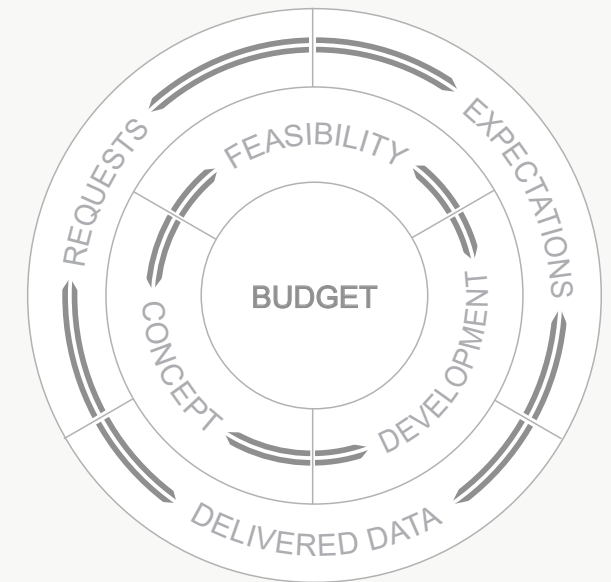 REQUESTS
EXPECTATIONS
DELIVERED DATA
FEASIBILITY
CONCEPT
DEVELOPMENT
BUDGET